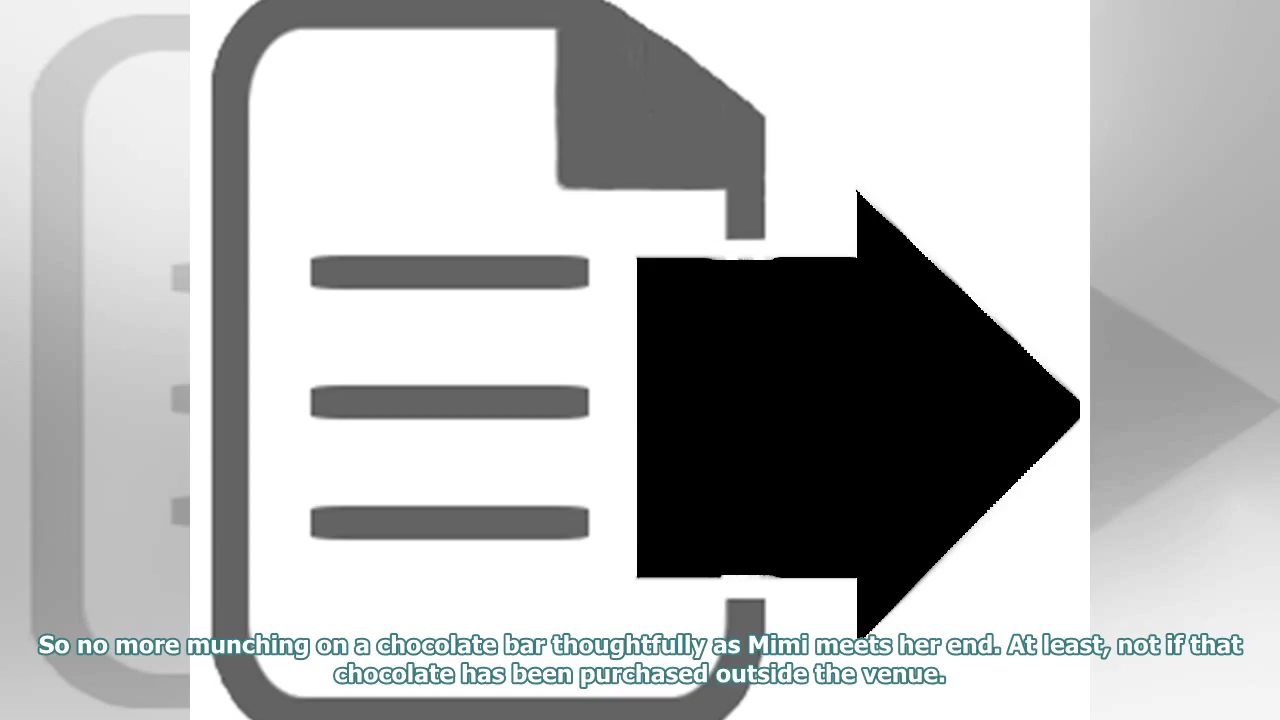 So no more munching on a chocolate bar thoughtfully as Mimi meets her end. At least, not if that
chocolate has been purchased outside the venue.